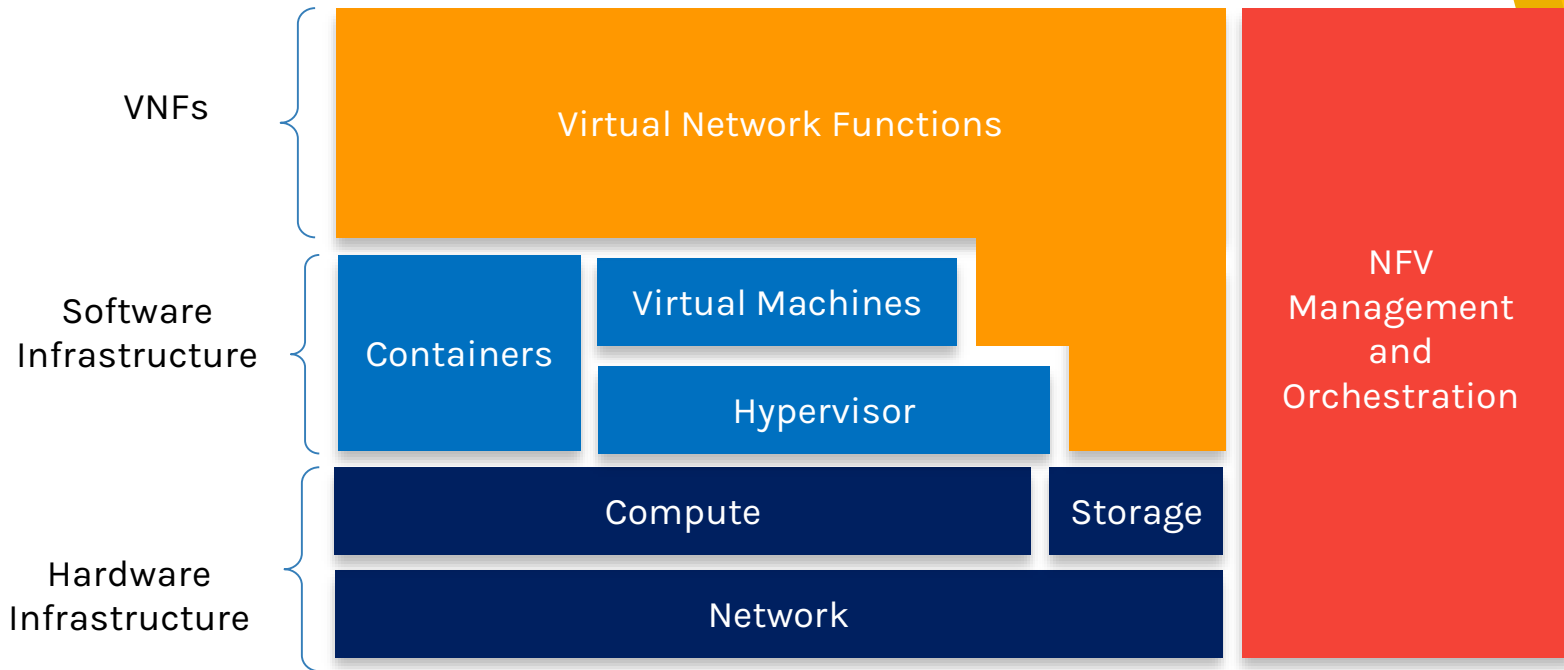 VNFs
Virtual Network Functions
Software
Infrastructure
Containers
Virtual Machines
Hypervisor
Hardware
Infrastructure
Compute
Storage
Network
NFV
Management
and
Orchestration